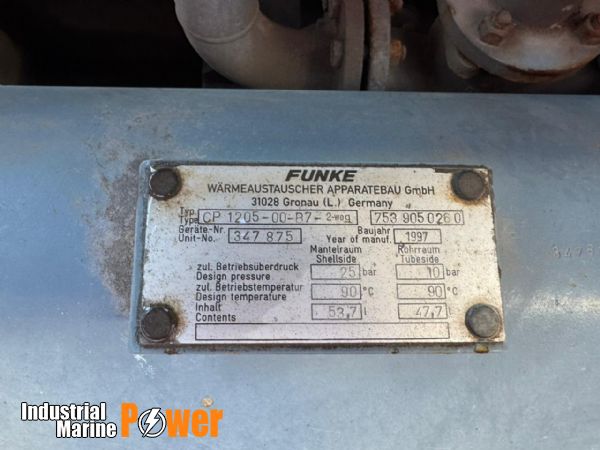 FUNKE
WÄRMEAUSTAUSCHER APPARATEBAU GmbH
31028 Gronau (L.) Germany
Typ
Type CP 1205-00-B7-2-weg 753 905 0260
Geräte-Nr.
Unit-No. 347 875
Baujahr
Year of manuf. 1997
Mantelraum Rohrraum
Shellside Tubeside
zul. Betriebsüberdruck
Design pressure 25 bar 10 bar
zul. Betriebstemperatur
Design temperature 90 °C 90 °C
Inhalt
Contents 53,7 l 47,7 l
Industrial
Marine Power